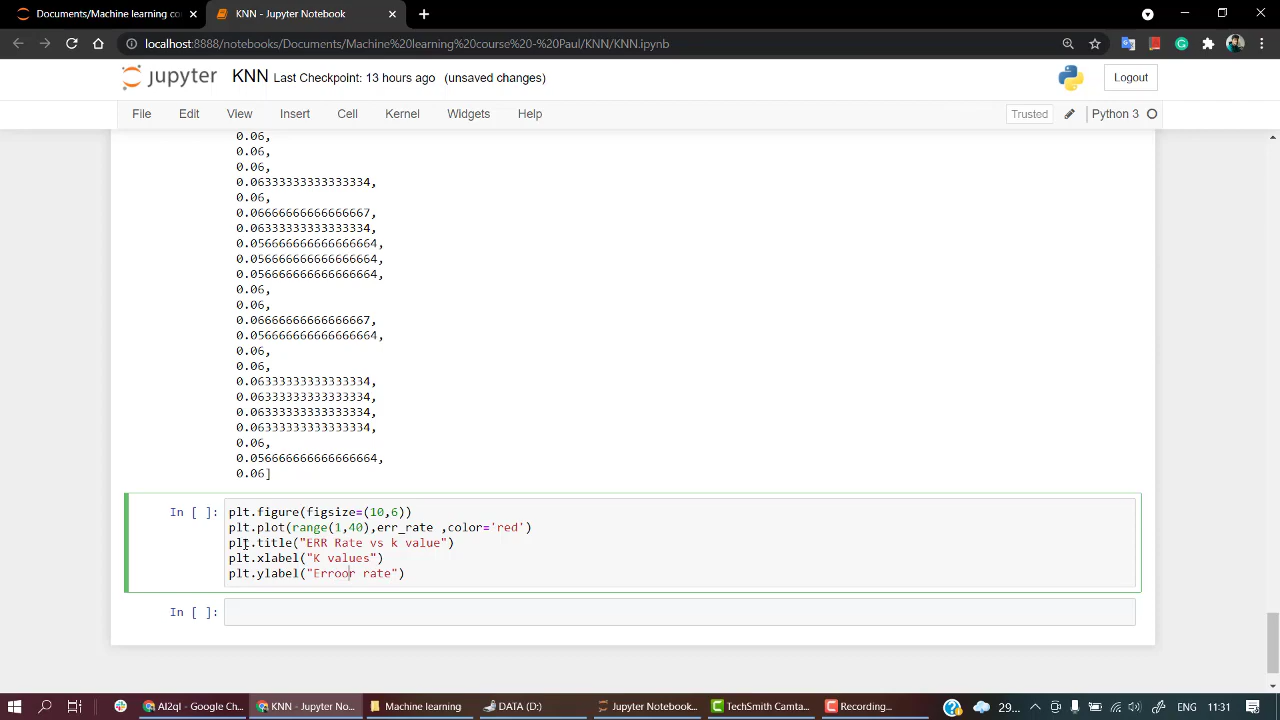 Documents/Machine learning co
KNN - Jupyter Notebook
localhost:8888/notebooks/Documents/Machine%20learning%20course%20-%20Paul/KNN/KNN.ipynb
jupyter KNN Last Checkpoint: 13 hours ago (unsaved changes)
Logout
File Edit View Insert Cell Kernel Widgets Help
Trusted Python 3
0.06,
0.06,
0.06,
0.06333333333333334,
0.06,
0.06666666666666667,
0.06333333333333334,
0.056666666666666664,
0.056666666666666664,
0.056666666666666664,
0.06,
0.06,
0.06666666666666667,
0.056666666666666664,
0.06,
0.06,
0.06333333333333334,
0.06333333333333334,
0.06333333333333334,
0.06333333333333334,
0.06,
0.056666666666666664,
0.06]
In [ ]: plt.figure(figsize=(10,6))
plt.plot(range(1,40),err_rate ,color='red')
plt.title("ERR Rate vs k value")
plt.xlabel("K values")
plt.ylabel("Erroor rate")
In [ ]:
AI2ql - Google Ch... KNN - Jupyter No... Machine learning DATA (D:) Jupyter Notebook... TechSmith Camta... Recording... 29... ENG 11:31